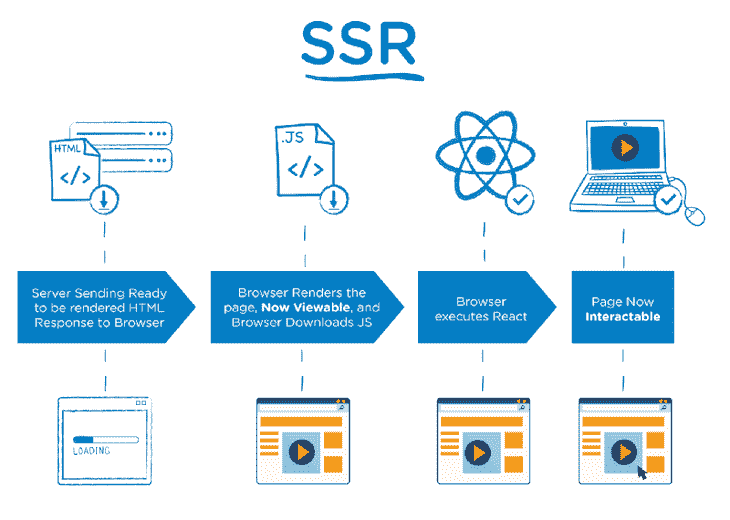 SSR
HTML
</>
.JS
</>
Server Sending Ready
to be rendered HTML
Response to Browser
Browser Renders the
page, Now Viewable, and
Browser Downloads JS
Browser
executes React
Page Now
Interactable
LOADING